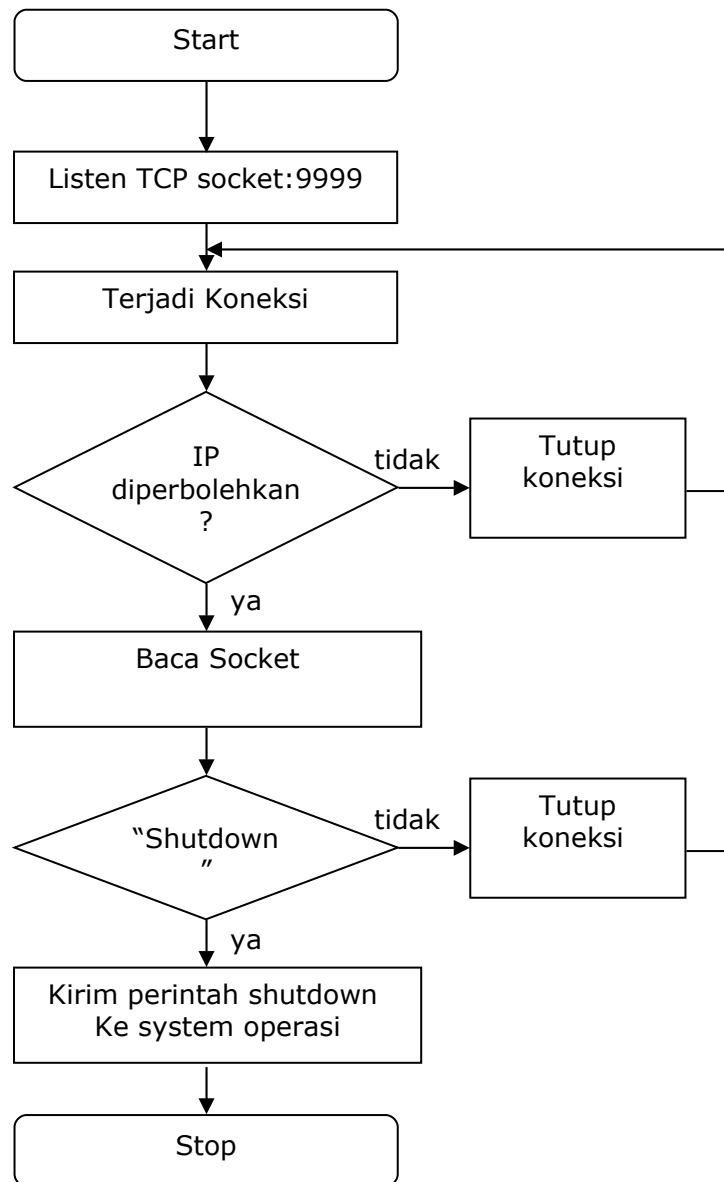 Start
Listen TCP socket:9999
Terjadi Koneksi
IP
diperbolehkan
?
tidak
Tutup
koneksi
ya
Baca Socket
“Shutdown
”
tidak
Tutup
koneksi
ya
Kirim perintah shutdown
Ke system operasi
Stop